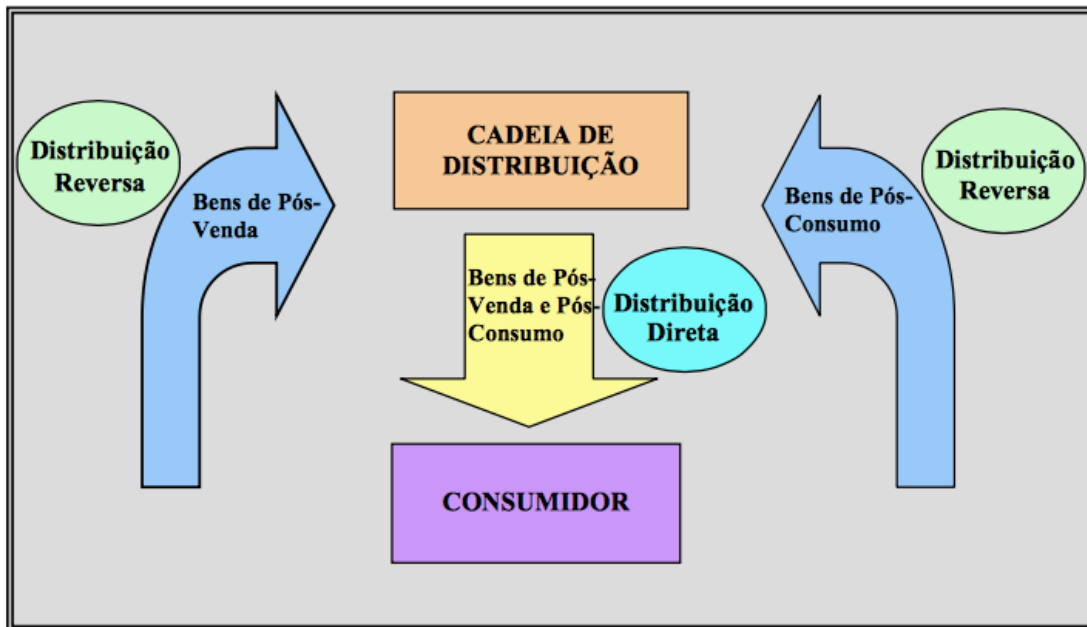 CADEIA DE
DISTRIBUIÇÃO
Distribuição
Reversa
Bens de Pós-
Venda
Distribuição
Reversa
Bens de Pós-
Consumo
Bens de Pós-
Venda e Pós-
Consumo
Distribuição
Direta
CONSUMIDOR